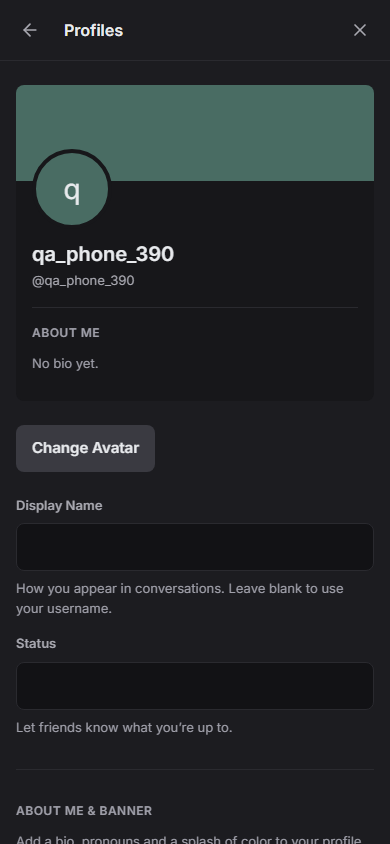 Profiles
q
qa_phone_390
@qa_phone_390
ABOUT ME
No bio yet.
Change Avatar
Display Name
How you appear in conversations. Leave blank to use
your username.
Status
Let friends know what you’re up to.
ABOUT ME & BANNER
Add a bio, pronouns and a splash of color to your profile